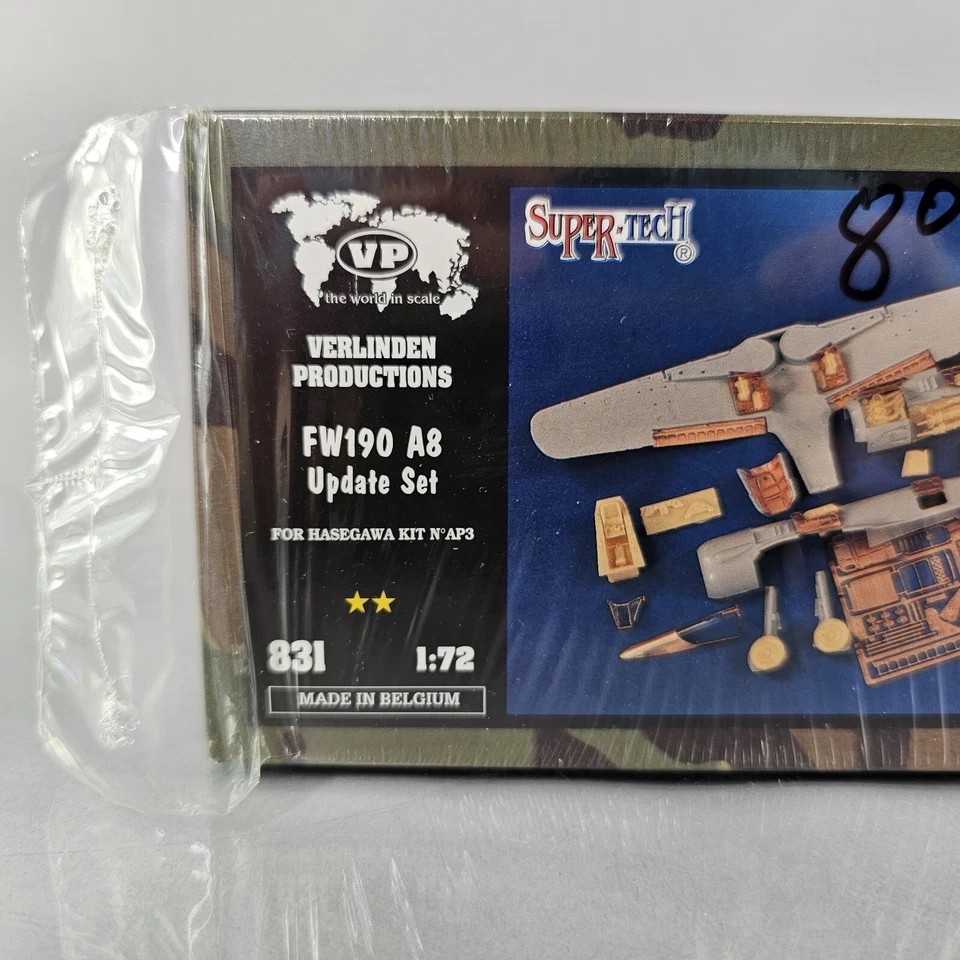 VP
the world in scale
VERLINDEN
PRODUCTIONS
FW190 A8
Update Set
FOR HASEGAWA KIT N°AP3
831 1:72
MADE IN BELGIUM
SUPER-TECH ®
80